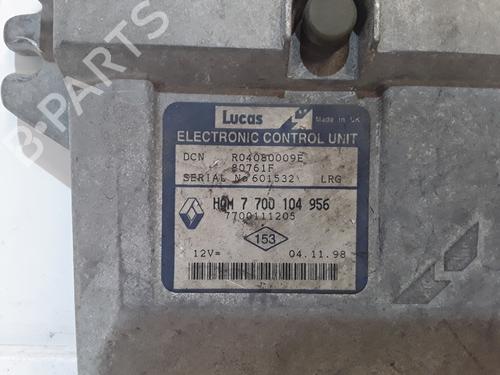 B-PARTS
Lucas Made in UK
ELECTRONIC CONTROL UNIT
DCN R04080009E
80761F
SERIAL No 601532 LRG
HOM 7 700 104 956
7700111205
153
12V= 04.11.98